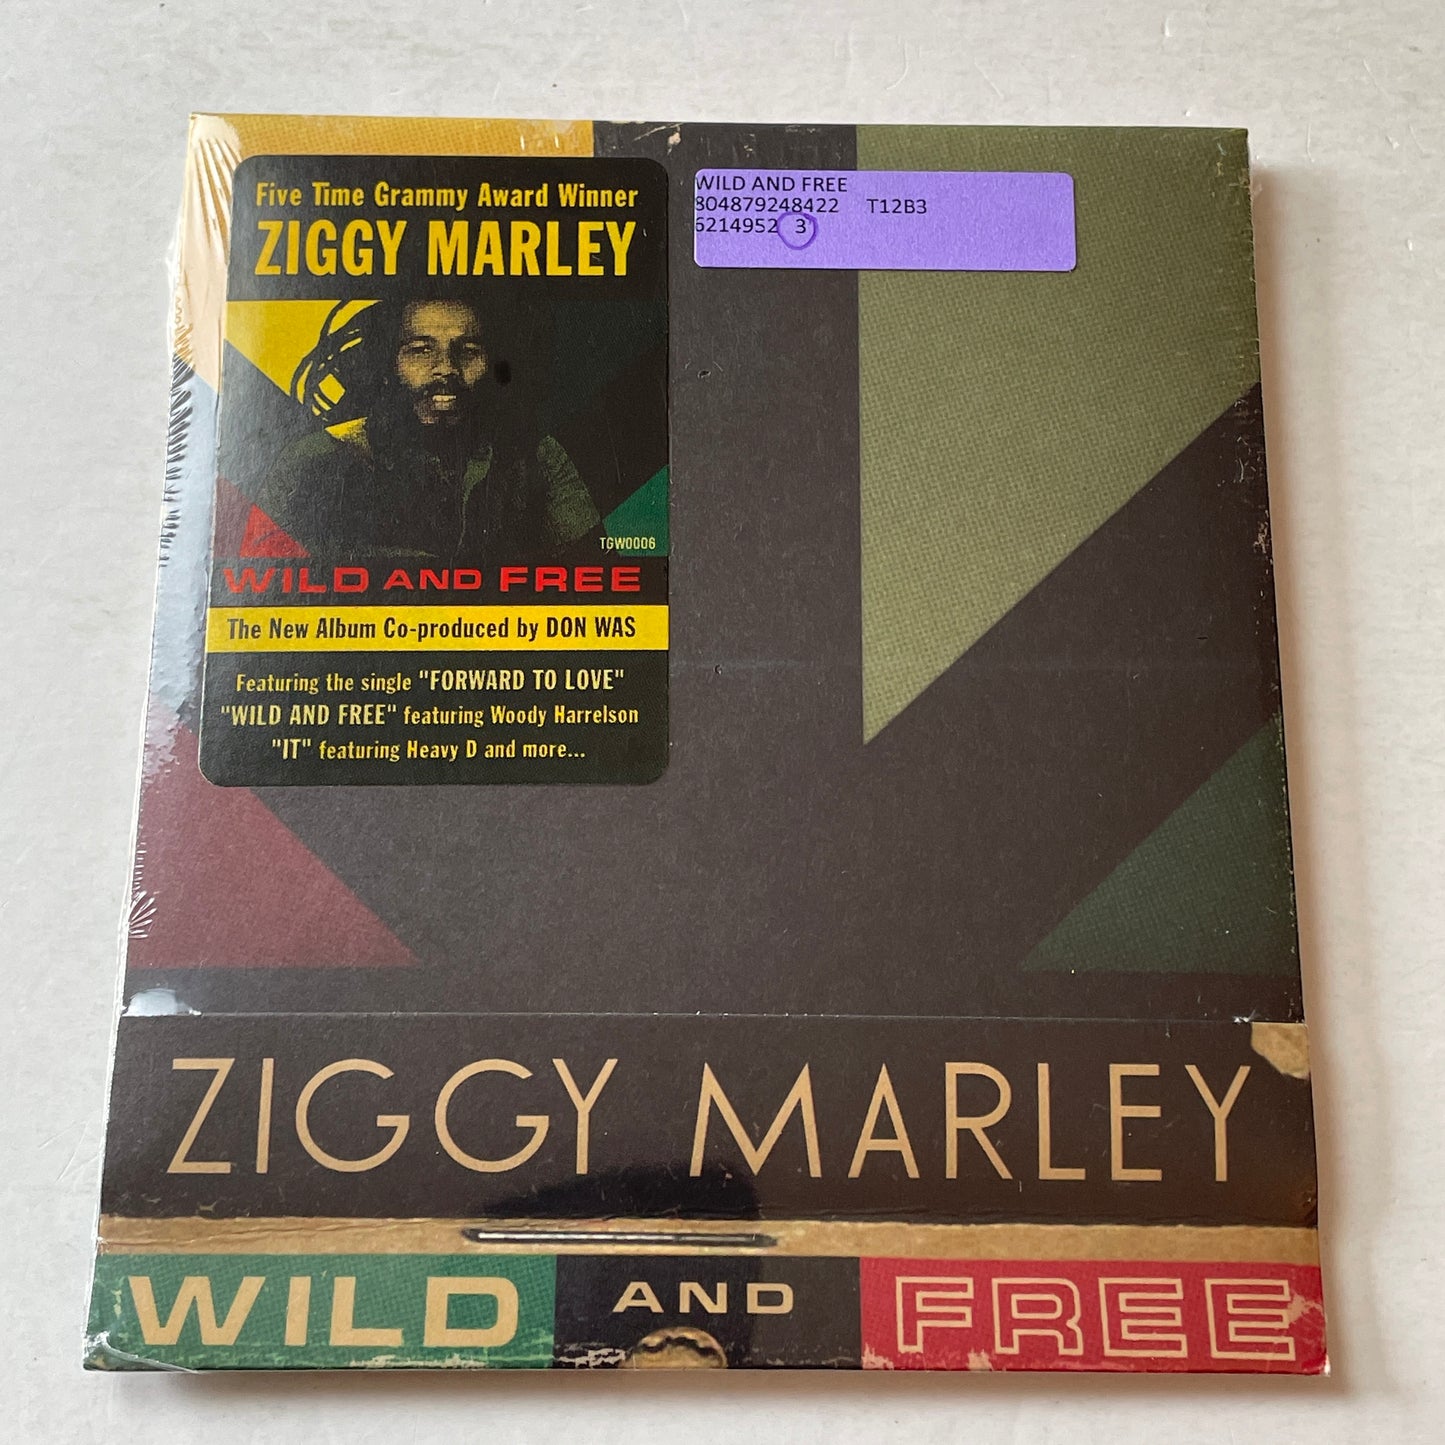 Five Time Grammy Award Winner
ZIGGY MARLEY
TGW0006
WILD AND FREE
The New Album Co-produced by DON WAS
Featuring the single "FORWARD TO LOVE"
"WILD AND FREE" featuring Woody Harrelson
"IT" featuring Heavy D and more...
WILD AND FREE
804879248422 T12B3
6214952 3
ZIGGY MARLEY
WILD AND FREE